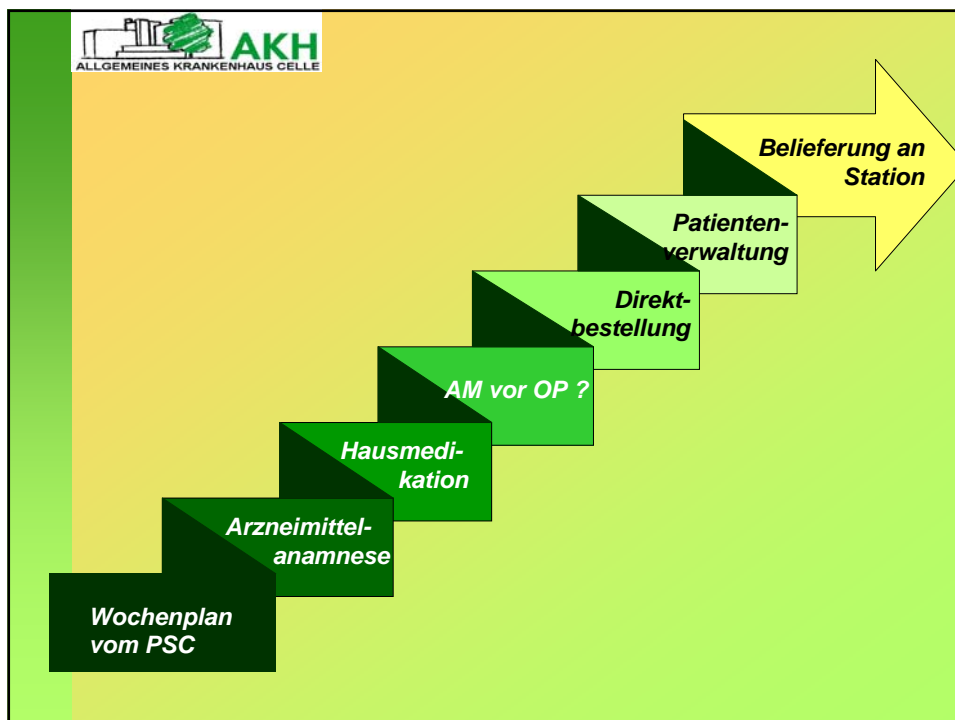 AKH
ALLGEMEINES KRANKENHAUS CELLE
Belieferung an
Station
Patienten-
verwaltung
Direkt-
bestellung
AM vor OP ?
Hausmedi-
kation
Arzneimittel-
anamnese
Wochenplan
vom PSC